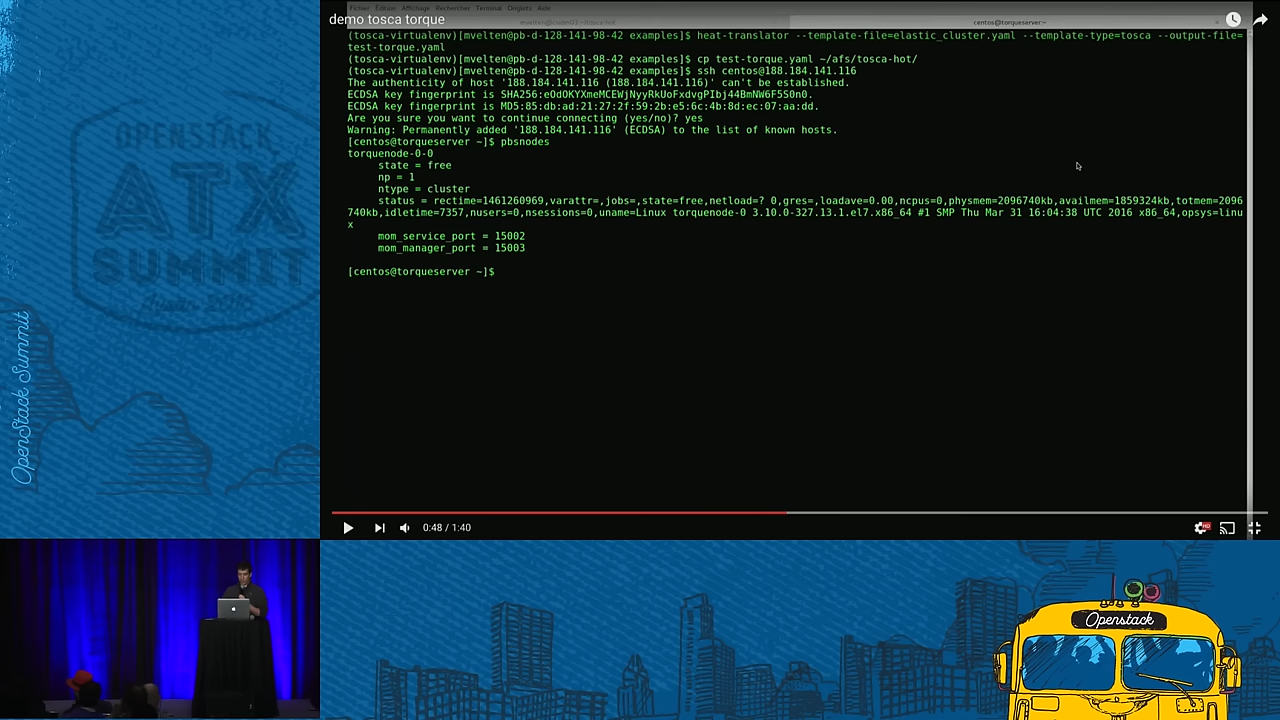 demo tosca torque
Fichier Édition Affichage Rechercher Terminal Onglets Aide
centos@torqueserver:~
(tosca-virtualenv)[mvelten@pb-d-128-141-98-42 examples]$ heat-translator --template-file=elastic_cluster.yaml --template-type=tosca --output-file=
test-torque.yaml
(tosca-virtualenv)[mvelten@pb-d-128-141-98-42 examples]$ cp test-torque.yaml ~/afs/tosca-hot/
(tosca-virtualenv)[mvelten@pb-d-128-141-98-42 examples]$ ssh centos@188.184.141.116
The authenticity of host '188.184.141.116 (188.184.141.116)' can't be established.
ECDSA key fingerprint is SHA256:eOdOKYXmeMCEWjNyyRkUoFxdvgPIbj44BmNW6F5S0n0.
ECDSA key fingerprint is MD5:85:db:ad:21:27:2f:59:2b:e5:6c:4b:8d:ec:07:aa:dd.
Are you sure you want to continue connecting (yes/no)? yes
Warning: Permanently added '188.184.141.116' (ECDSA) to the list of known hosts.
[centos@torqueserver ~]$ pbsnodes
torquenode-0-0
state = free
np = 1
ntype = cluster
status = rectime=1461260969,varattr=,jobs=,state=free,netload=? 0,gres=,loadave=0.00,ncpus=0,physmem=2096740kb,availmem=1859324kb,totmem=2096
740kb,idletime=7357,nusers=0,nsessions=0,uname=Linux torquenode-0 3.10.0-327.13.1.el7.x86_64 #1 SMP Thu Mar 31 16:04:38 UTC 2016 x86_64,opsys=linu
x
mom_service_port = 15002
mom_manager_port = 15003
[centos@torqueserver ~]$
0:48 / 1:40
HD
OPENSTACK
ATX
SUMMIT
Austin 2016
OpenStack Summit
Openstack